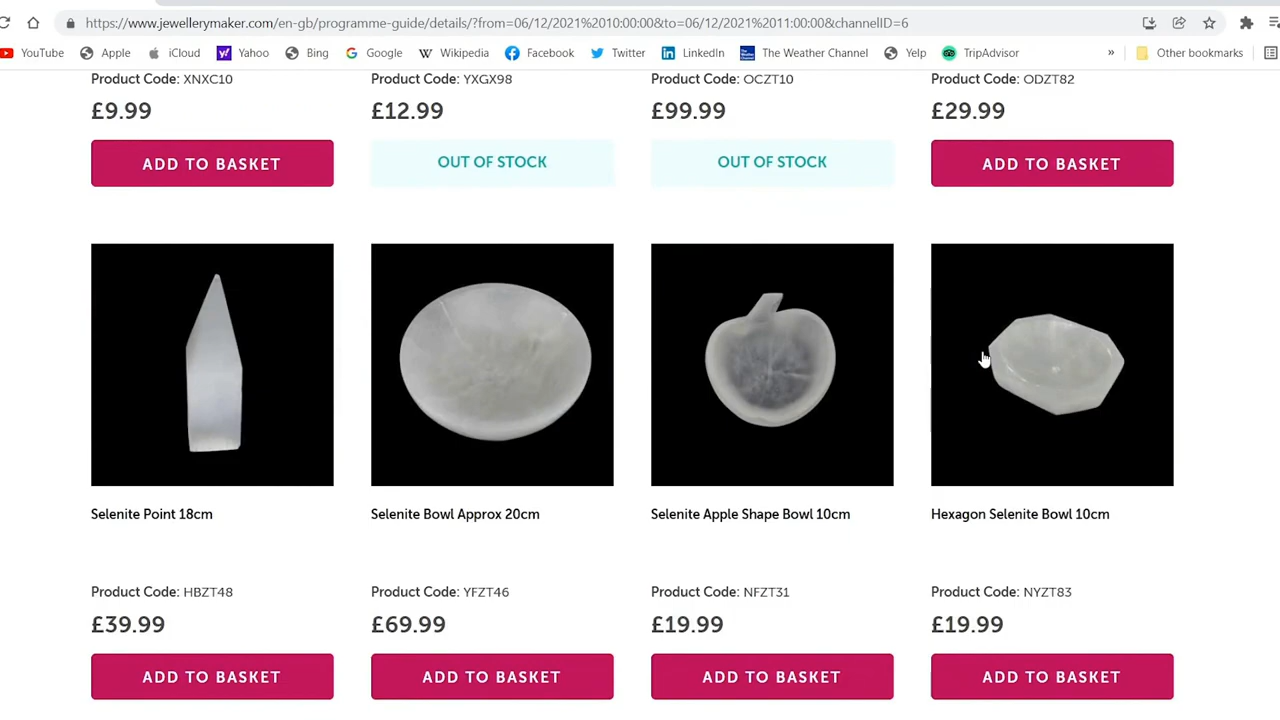 https://www.jewellerymaker.com/en-gb/programme-guide/details/?from=06/12/2021%2010:00:00&to=06/12/2021%2011:00:00&channelID=6
YouTube Apple iCloud Yahoo Bing Google Wikipedia Facebook Twitter LinkedIn The Weather Channel Yelp TripAdvisor » Other bookmarks
Product Code: XNXC10 Product Code: YXGX98 Product Code: OCZT10 Product Code: ODZT82
£9.99 £12.99 £99.99 £29.99
ADD TO BASKET OUT OF STOCK OUT OF STOCK ADD TO BASKET
Selenite Point 18cm Selenite Bowl Approx 20cm Selenite Apple Shape Bowl 10cm Hexagon Selenite Bowl 10cm
Product Code: HBZT48 Product Code: YFZT46 Product Code: NFZT31 Product Code: NYZT83
£39.99 £69.99 £19.99 £19.99
ADD TO BASKET ADD TO BASKET ADD TO BASKET ADD TO BASKET